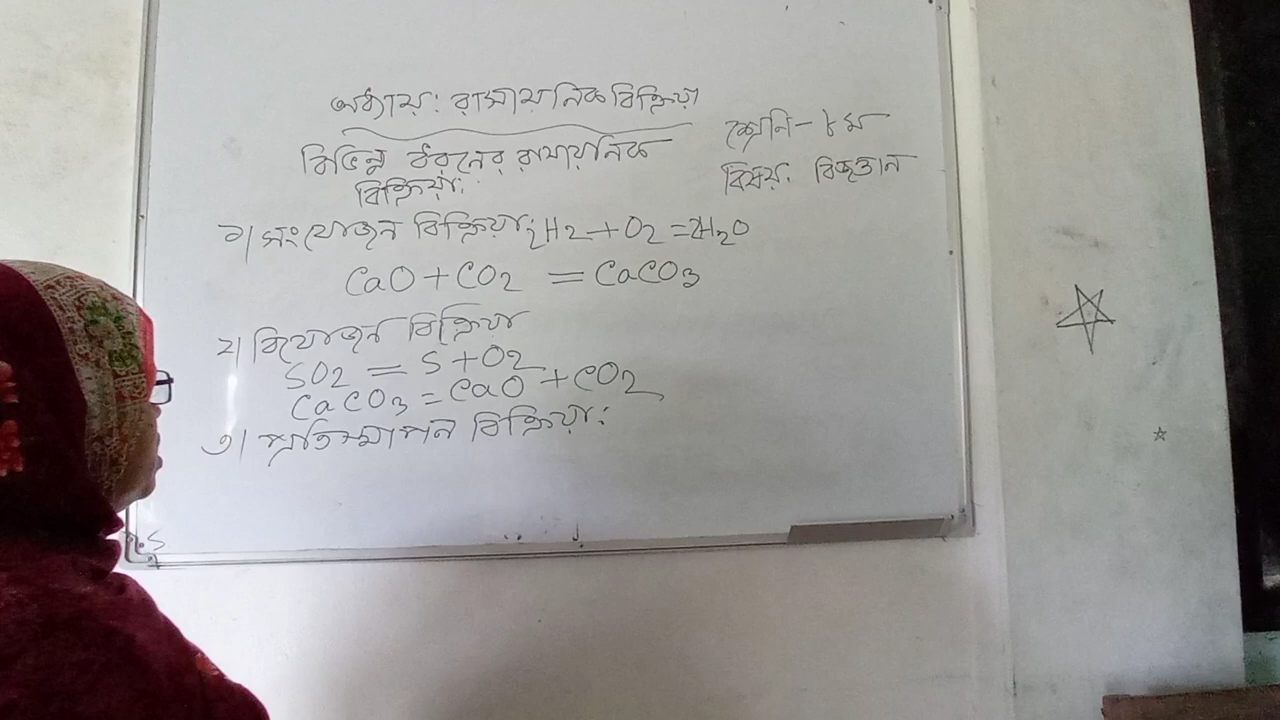 অধ্যায়: রাসায়নিক বিক্রিয়া
শ্রেনি - ৮ম
বিষয়: বিজ্ঞান
বিভিন্ন ধরনের রাসায়নিক
বিক্রিয়া:
১) সংযোজন বিক্রিয়া: 2H2 + O2 = 2H2O
CaO + CO2 = CaCO3
২) বিযোজন বিক্রিয়া
SO2 = S + O2
CaCO3 = CaO + CO2
৩) প্রতিস্থাপন বিক্রিয়া: